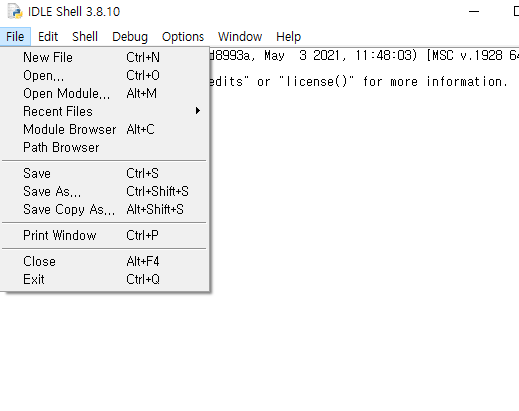 IDLE Shell 3.8.10
File Edit Shell Debug Options Window Help
d8993a, May 3 2021, 11:48:03) [MSC v.1928 64
edits" or "license()" for more information.
New File Ctrl+N
Open... Ctrl+O
Open Module... Alt+M
Recent Files
Module Browser Alt+C
Path Browser
Save Ctrl+S
Save As... Ctrl+Shift+S
Save Copy As... Alt+Shift+S
Print Window Ctrl+P
Close Alt+F4
Exit Ctrl+Q